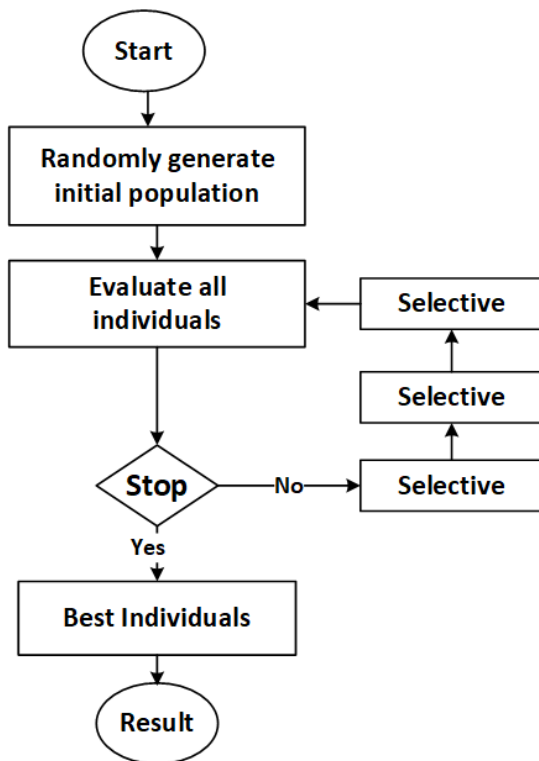 Start
Randomly generate
initial population
Evaluate all
individuals
Selective
Selective
Stop
No
Selective
Yes
Best Individuals
Result